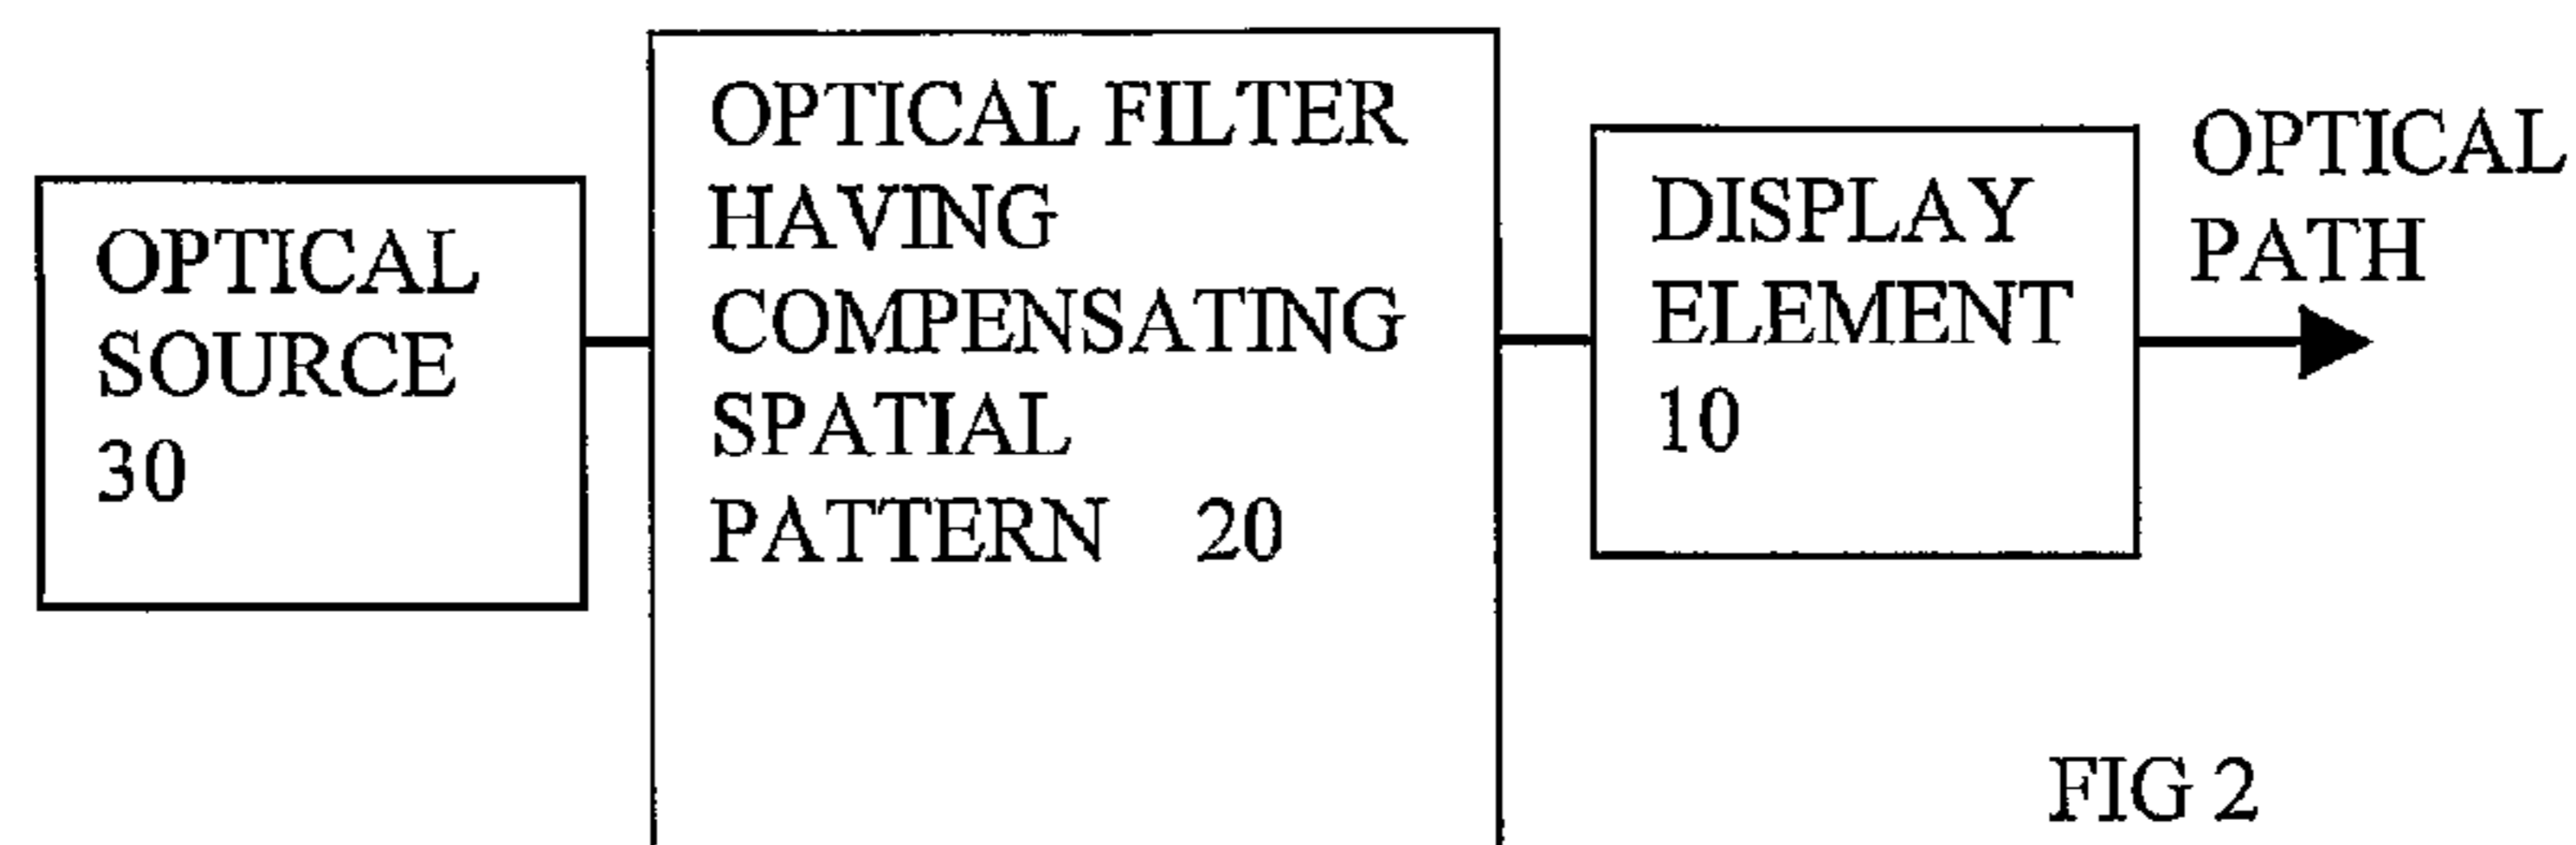 OPTICAL
SOURCE
30
OPTICAL FILTER
HAVING
COMPENSATING
SPATIAL
PATTERN 20
DISPLAY
ELEMENT
10
OPTICAL
PATH
FIG 2